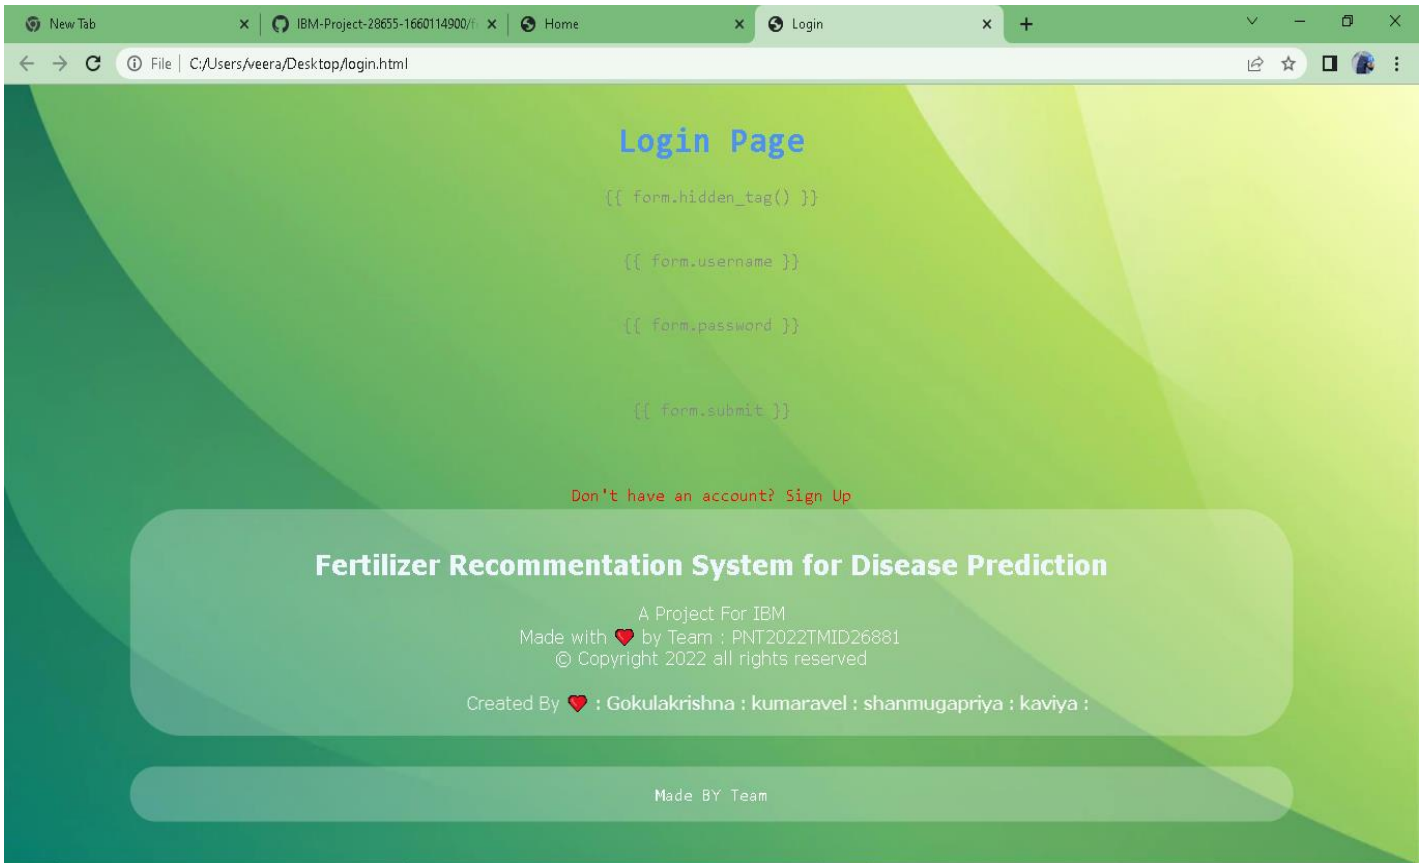 New Tab
IBM-Project-28655-1660114900/f
Home
Login
File
C:/Users/veera/Desktop/login.html
Login Page
{{ form.hidden_tag() }}
{{ form.username }}
{{ form.password }}
{{ form.submit }}
Don't have an account? Sign Up
Fertilizer Recommentation System for Disease Prediction
A Project For IBM
Made with ❤ by Team : PNT2022TMID26881
© Copyright 2022 all rights reserved
Created By ❤ : Gokulakrishna : kumaravel : shanmugapriya : kaviya :
Made BY Team